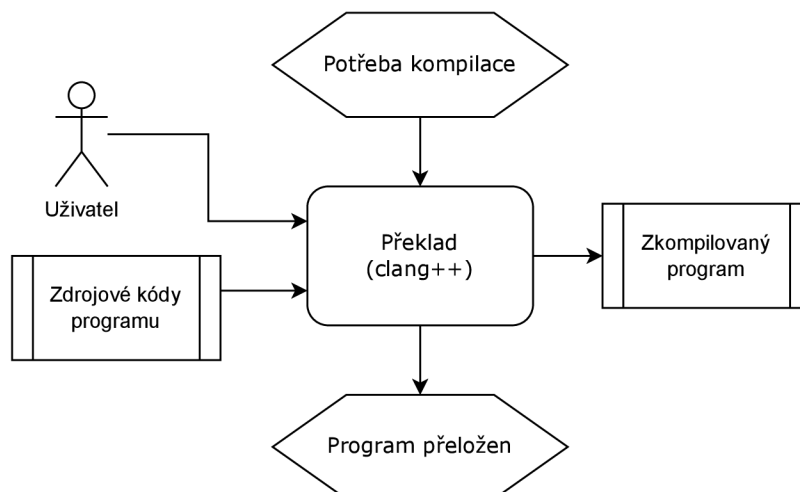 Potřeba kompilace
Uživatel
Překlad
(clang++)
Zkompilovaný
program
Zdrojové kódy
programu
Program přeložen